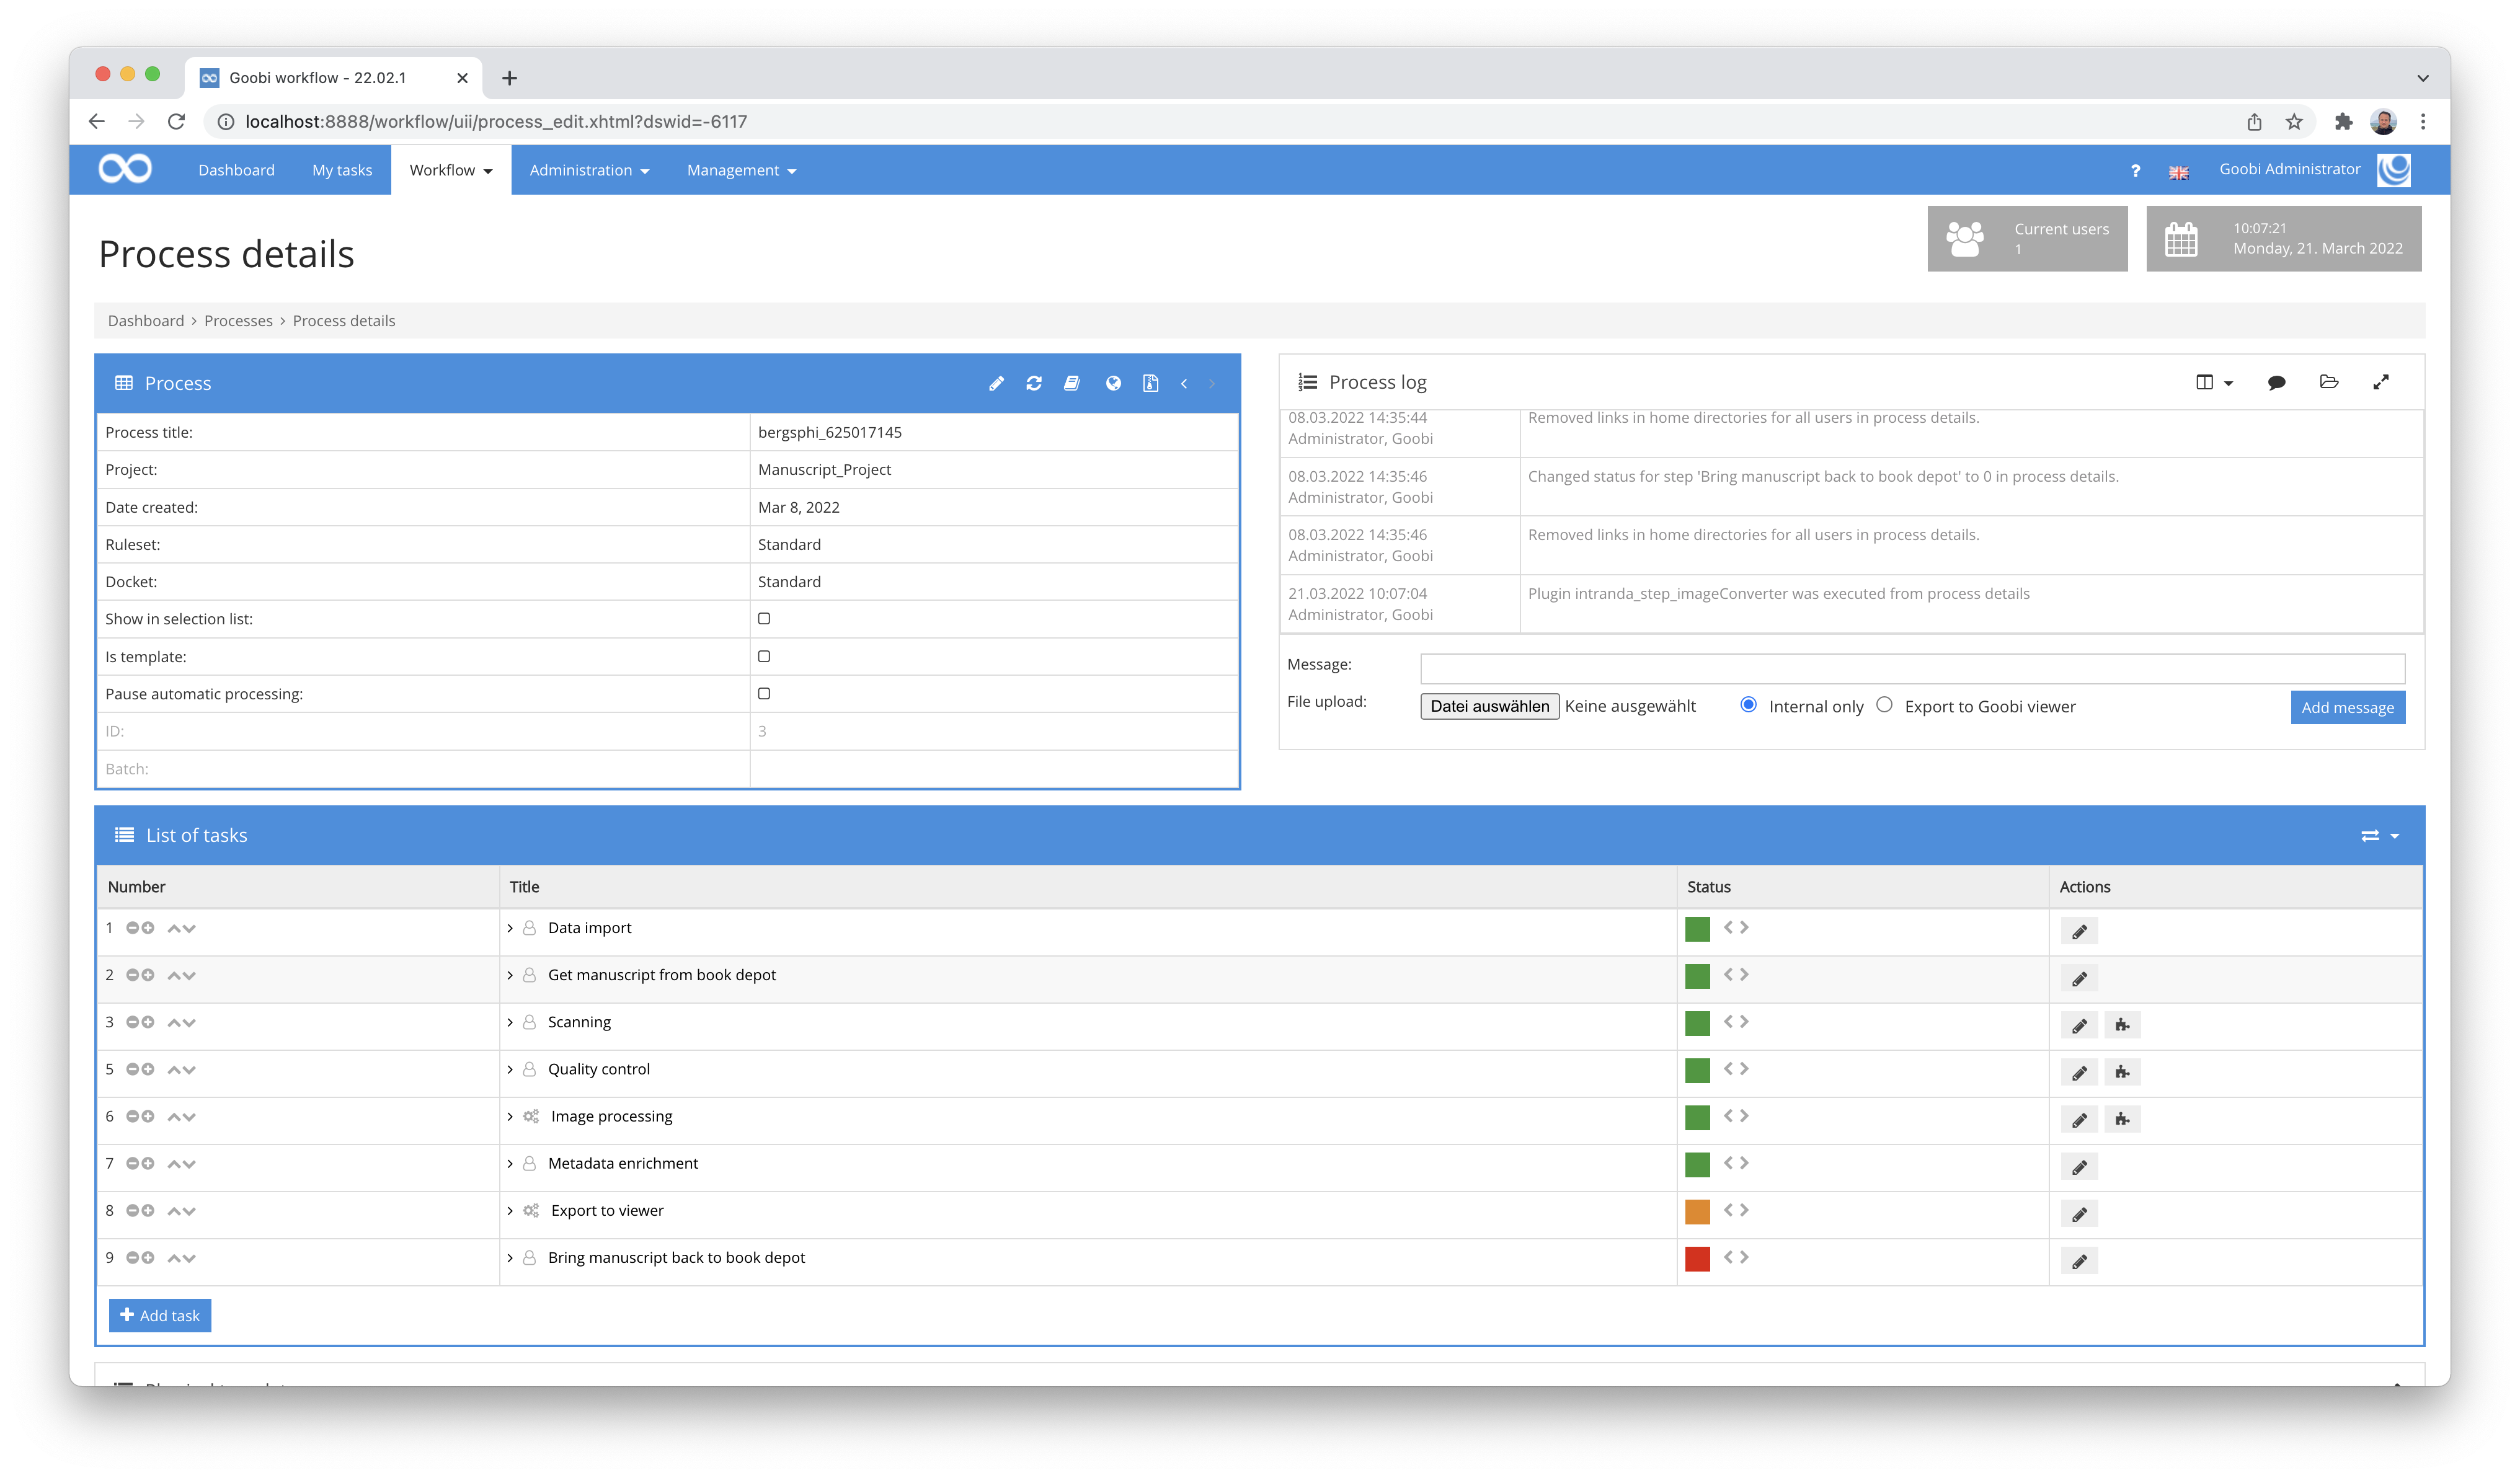 Goobi workflow - 22.02.1
localhost:8888/workflow/uii/process_edit.xhtml?dswid=-6117
Dashboard My tasks Workflow Administration Management ? Goobi Administrator
Process details
Current users
1
10:07:21
Monday, 21. March 2022
Dashboard > Processes > Process details
Process
Process title: bergsphi_625017145
Project: Manuscript_Project
Date created: Mar 8, 2022
Ruleset: Standard
Docket: Standard
Show in selection list:
Is template:
Pause automatic processing:
ID: 3
Batch:
Process log
08.03.2022 14:35:44 Removed links in home directories for all users in process details.
Administrator, Goobi
08.03.2022 14:35:46 Changed status for step 'Bring manuscript back to book depot' to 0 in process details.
Administrator, Goobi
08.03.2022 14:35:46 Removed links in home directories for all users in process details.
Administrator, Goobi
21.03.2022 10:07:04 Plugin intranda_step_imageConverter was executed from process details
Administrator, Goobi
Message:
File upload: Datei auswählen Keine ausgewählt Internal only Export to Goobi viewer Add message
List of tasks
Number Title Status Actions
1 Data import
2 Get manuscript from book depot
3 Scanning
5 Quality control
6 Image processing
7 Metadata enrichment
8 Export to viewer
9 Bring manuscript back to book depot
Add task